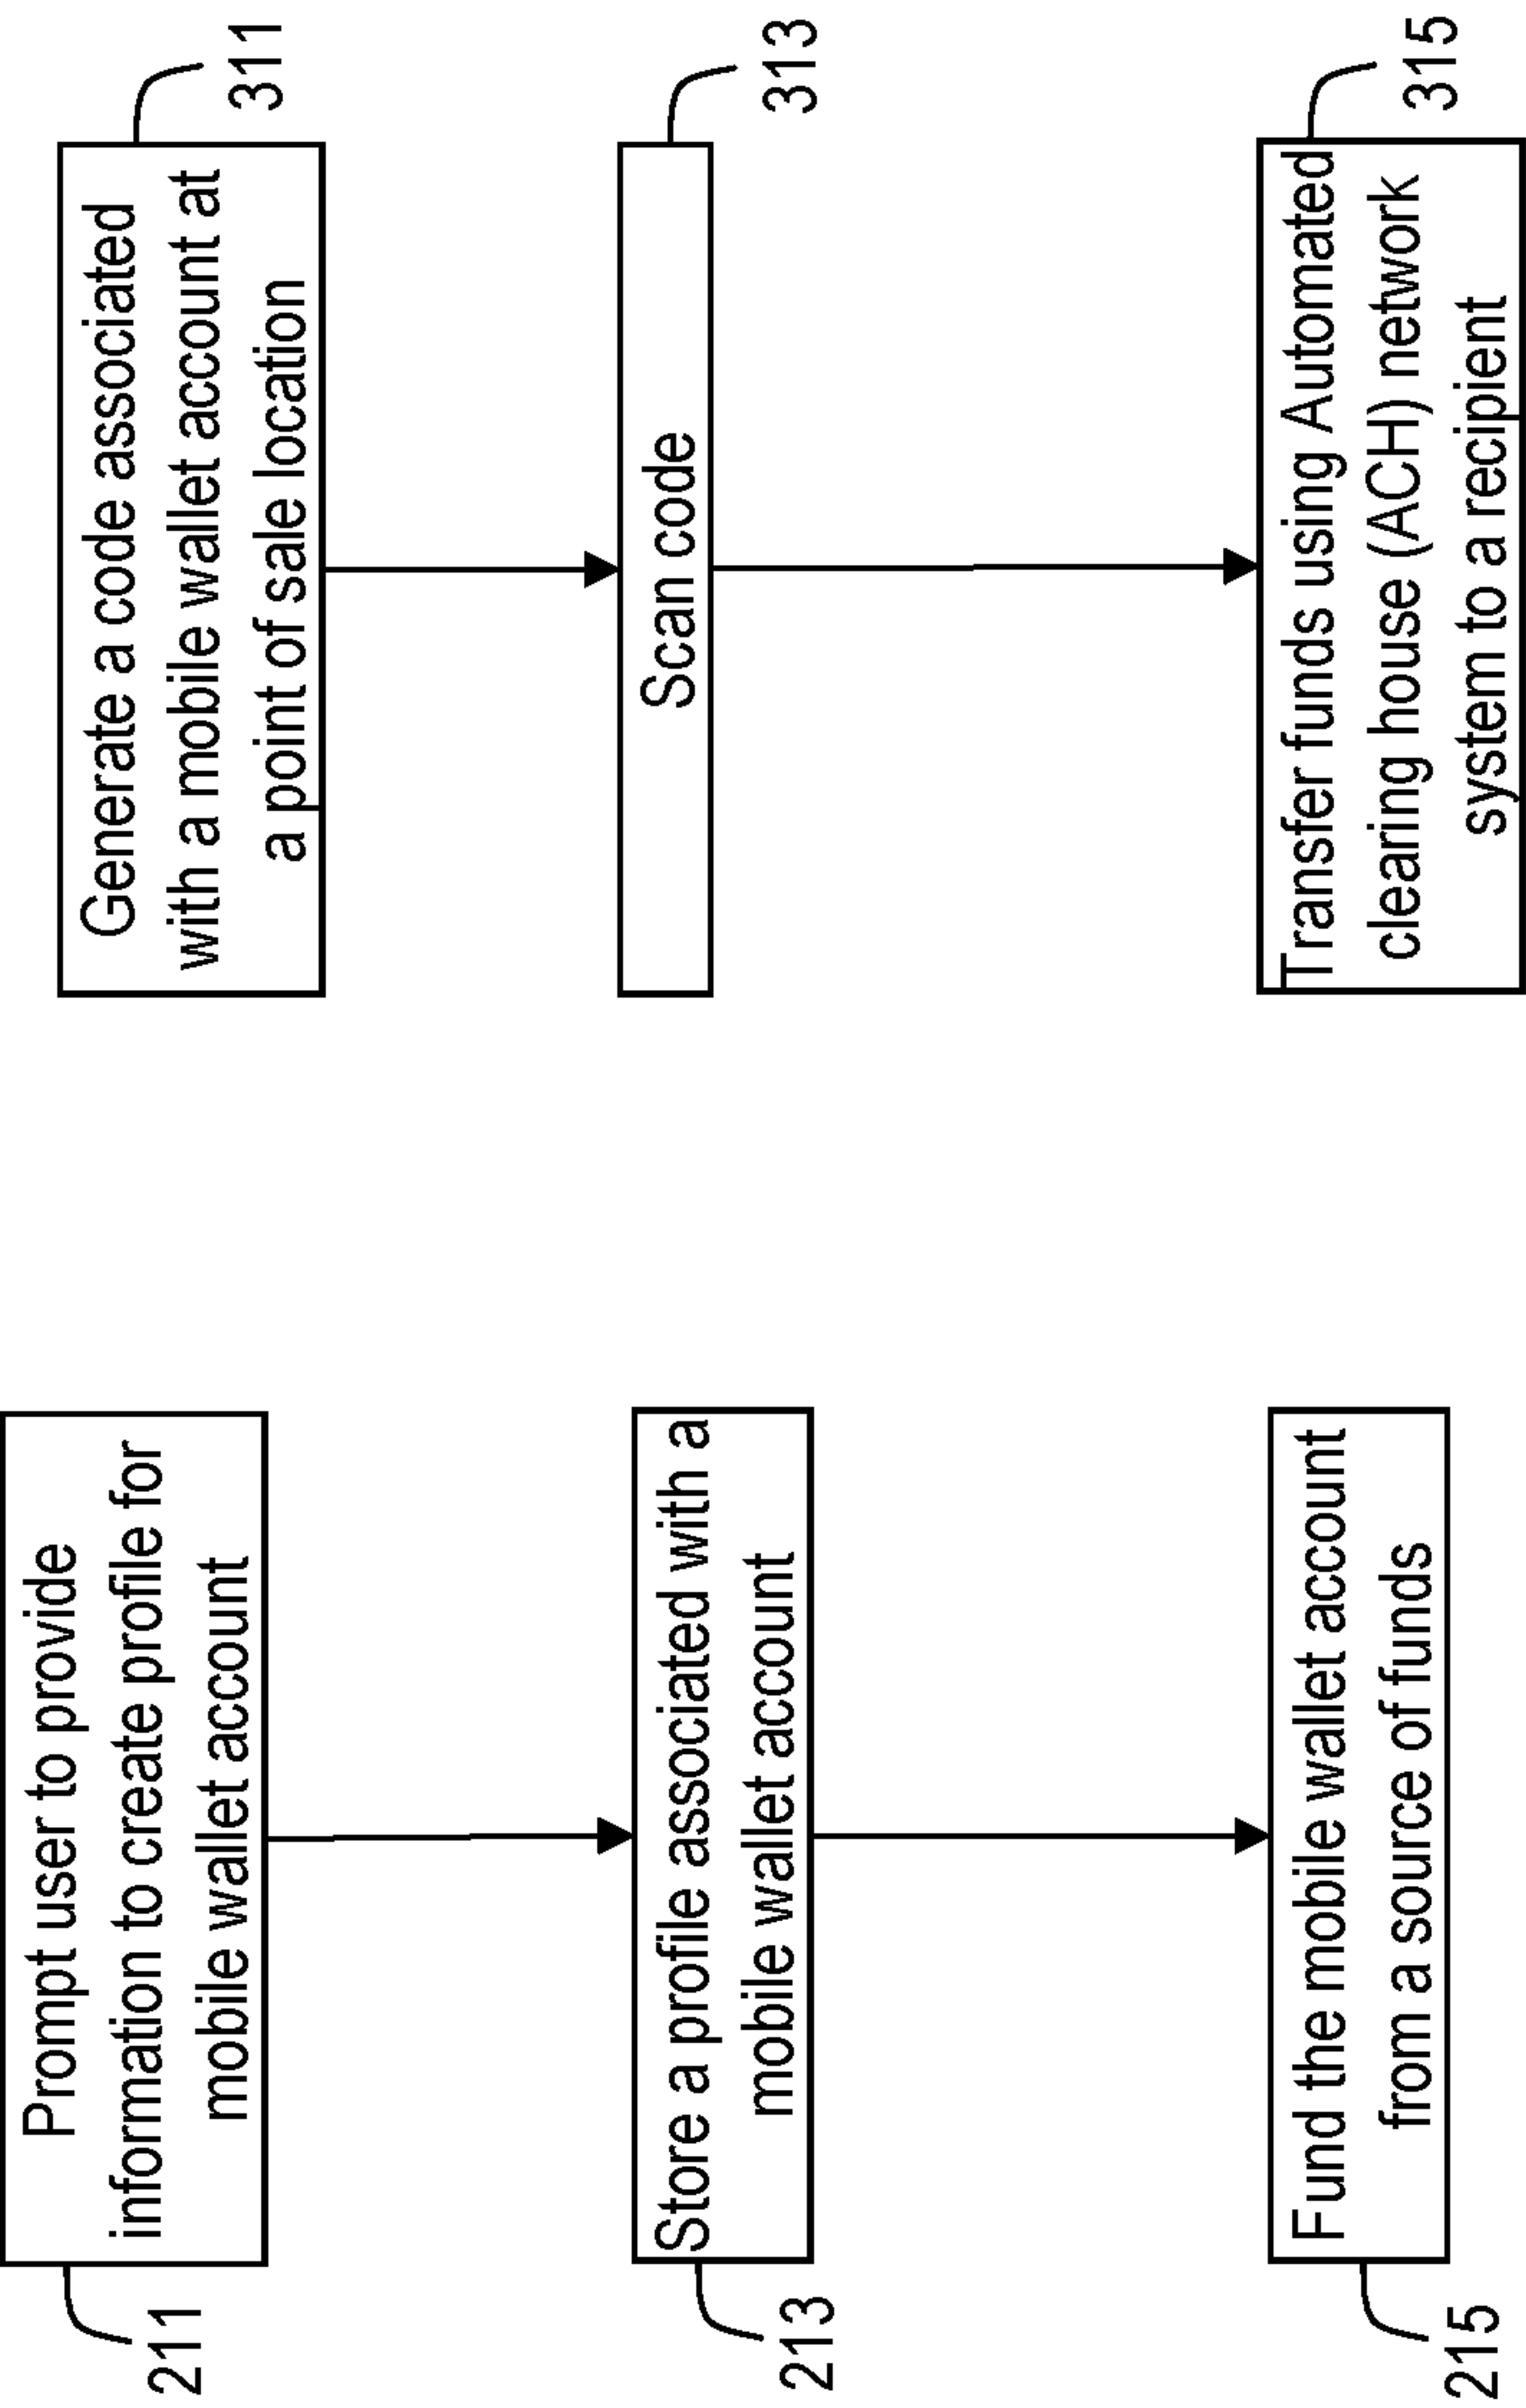 211
Prompt user to provide
information to create profile for
mobile wallet account
213
Store a profile associated with a
mobile wallet account
215
Fund the mobile wallet account
from a source of funds
Generate a code associated
with a mobile wallet account at
a point of sale location
311
Scan code
313
Transfer funds using Automated
clearing house (ACH) network
system to a recipient
315